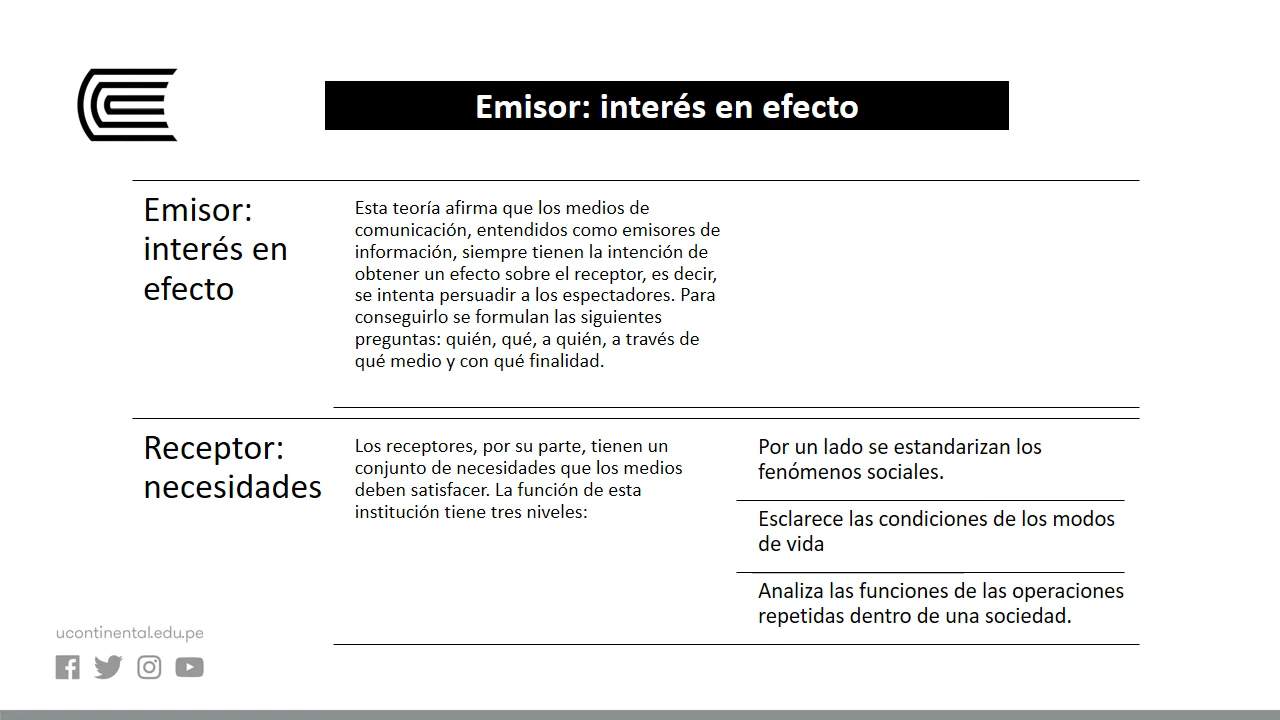 Emisor: interés en efecto
Emisor:
interés en
efecto
Esta teoría afirma que los medios de
comunicación, entendidos como emisores de
información, siempre tienen la intención de
obtener un efecto sobre el receptor, es decir,
se intenta persuadir a los espectadores. Para
conseguirlo se formulan las siguientes
preguntas: quién, qué, a quién, a través de
qué medio y con qué finalidad.
Receptor:
necesidades
Los receptores, por su parte, tienen un
conjunto de necesidades que los medios
deben satisfacer. La función de esta
institución tiene tres niveles:
Por un lado se estandarizan los
fenómenos sociales.
Esclarece las condiciones de los modos
de vida
Analiza las funciones de las operaciones
repetidas dentro de una sociedad.
ucontinental.edu.pe